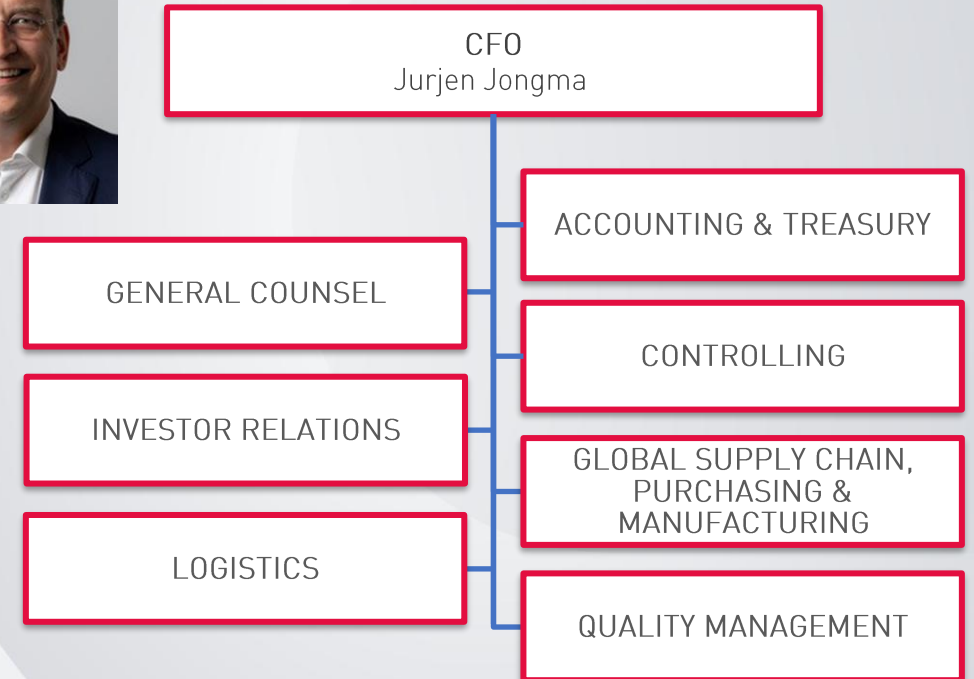 CFO
Jurjen Jongma
ACCOUNTING & TREASURY
GENERAL COUNSEL
CONTROLLING
INVESTOR RELATIONS
GLOBAL SUPPLY CHAIN,
PURCHASING &
MANUFACTURING
LOGISTICS
QUALITY MANAGEMENT